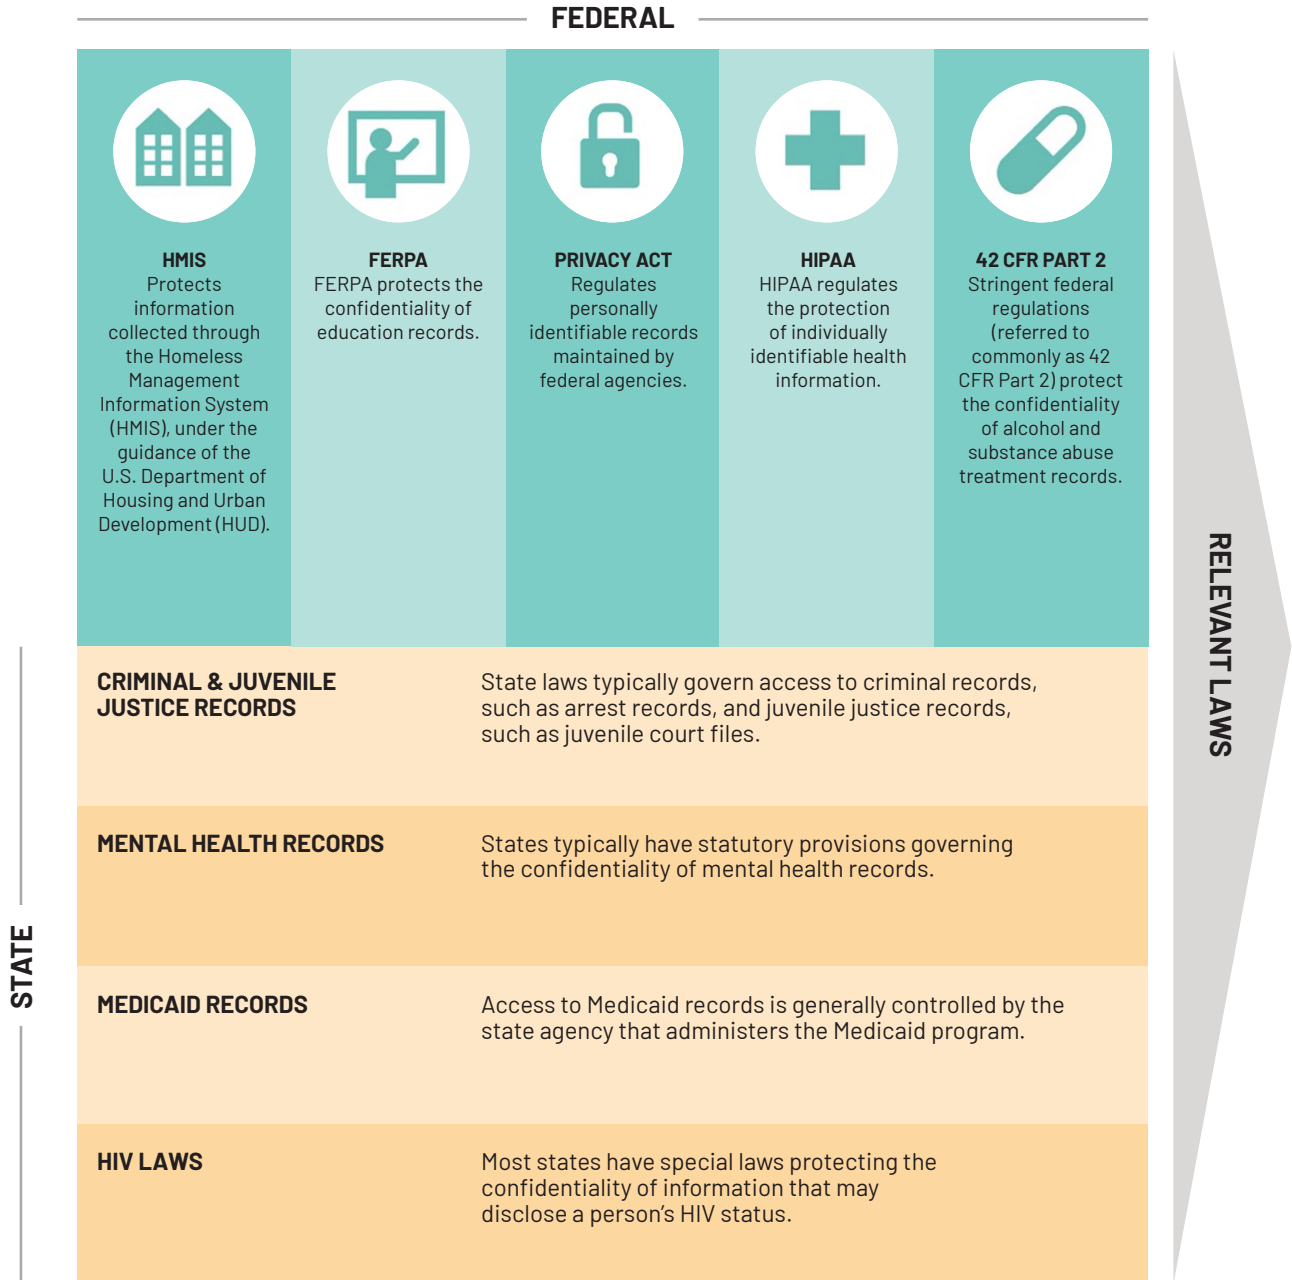 FEDERAL
HMIS
Protects
information
collected through
the Homeless
Management
Information System
(HMIS), under the
guidance of the
U.S. Department of
Housing and Urban
Development (HUD).
FERPA
FERPA protects the
confidentiality of
education records.
PRIVACY ACT
Regulates
personally
identifiable records
maintained by
federal agencies.
HIPAA
HIPAA regulates
the protection
of individually
identifiable health
information.
42 CFR PART 2
Stringent federal
regulations
(referred to
commonly as 42
CFR Part 2) protect
the confidentiality
of alcohol and
substance abuse
treatment records.
RELEVANT LAWS
STATE
CRIMINAL & JUVENILE
JUSTICE RECORDS
State laws typically govern access to criminal records,
such as arrest records, and juvenile justice records,
such as juvenile court files.
MENTAL HEALTH RECORDS
States typically have statutory provisions governing
the confidentiality of mental health records.
MEDICAID RECORDS
Access to Medicaid records is generally controlled by the
state agency that administers the Medicaid program.
HIV LAWS
Most states have special laws protecting the
confidentiality of information that may
disclose a person’s HIV status.